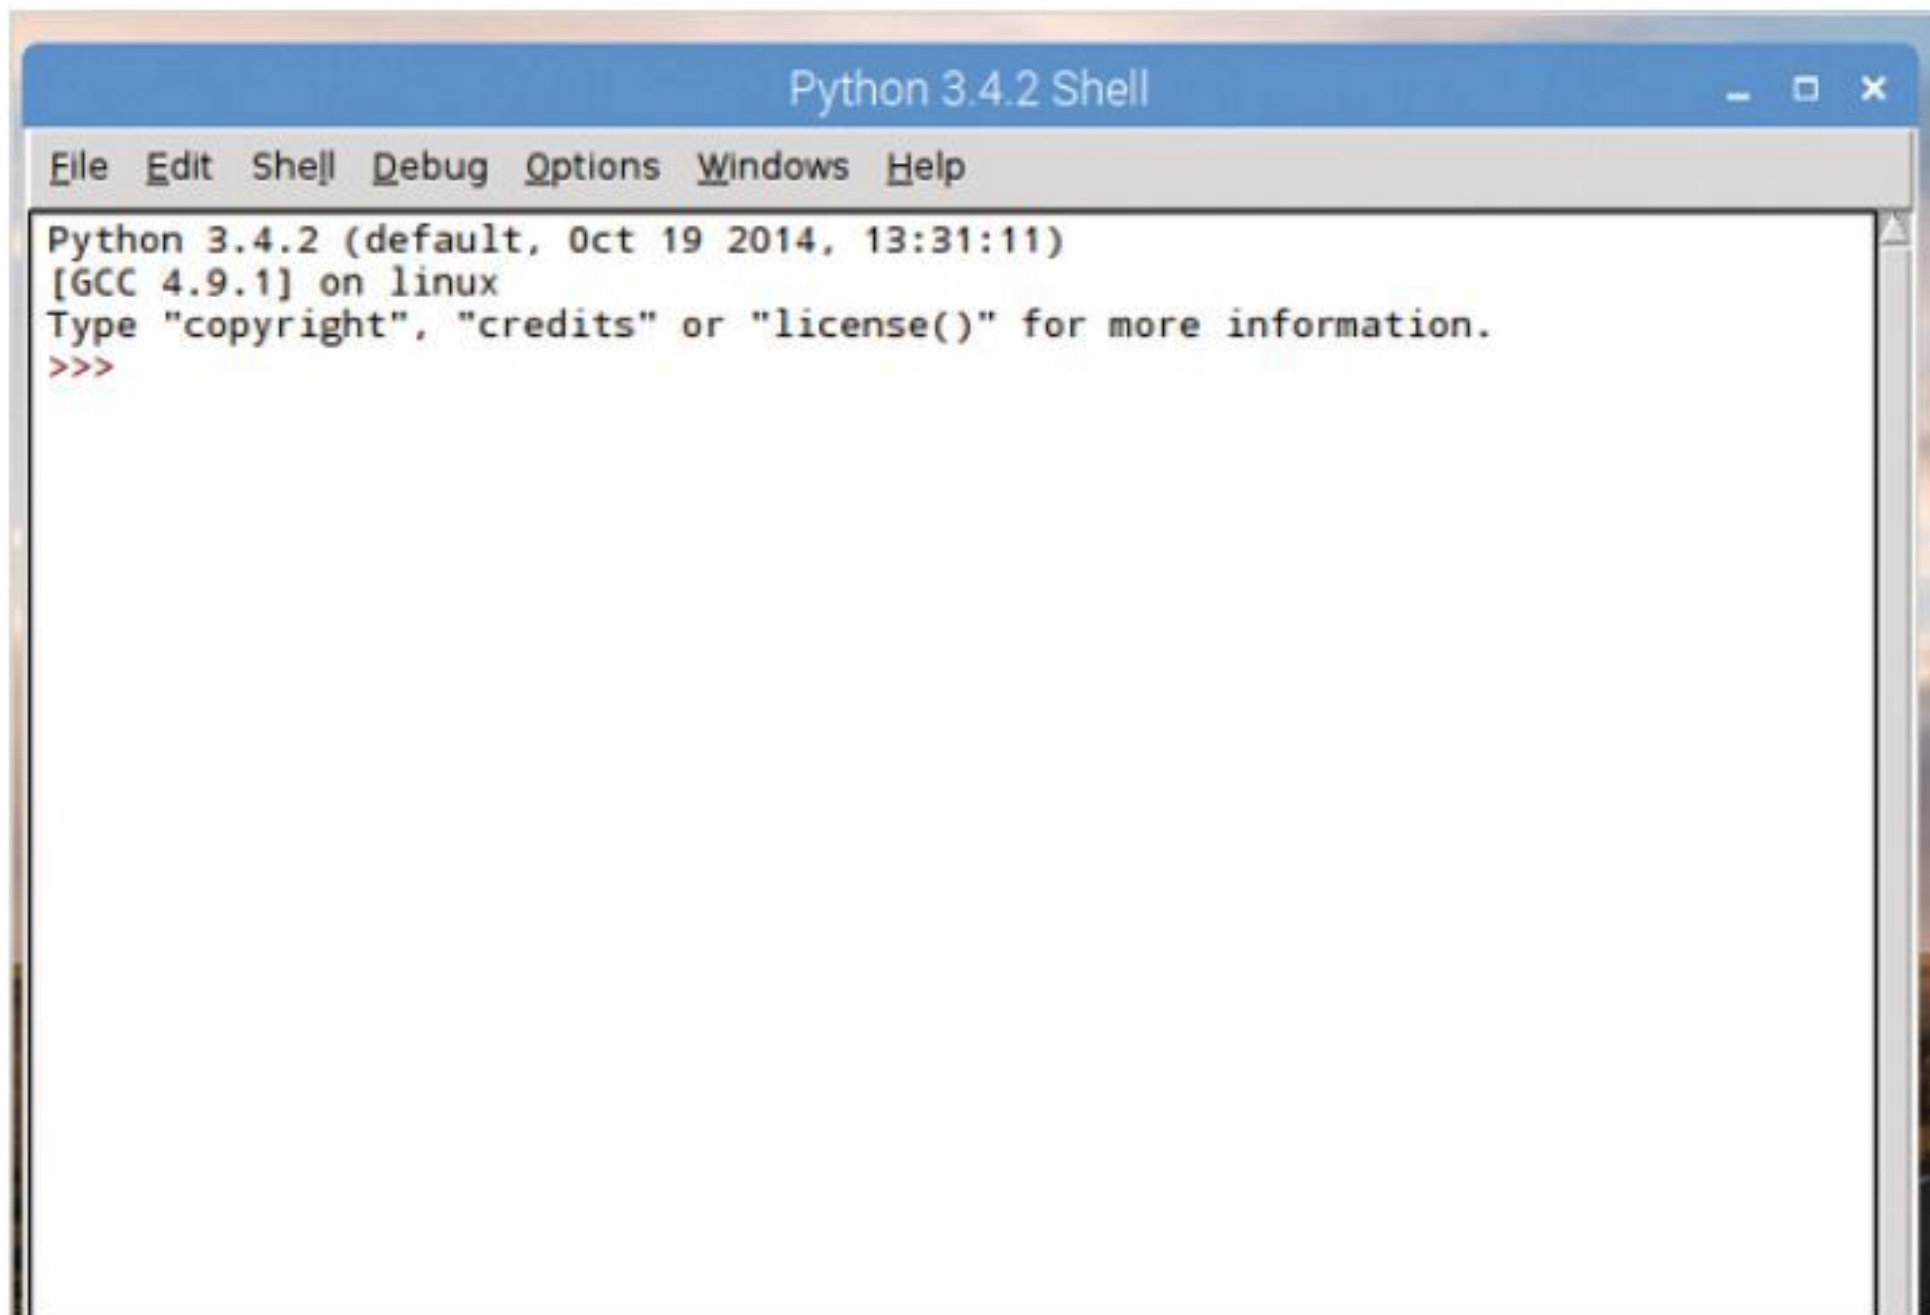 Python 3.4.2 Shell
File Edit Shell Debug Options Windows Help
Python 3.4.2 (default, Oct 19 2014, 13:31:11)
[GCC 4.9.1] on linux
Type "copyright", "credits" or "license()" for more information.
>>>